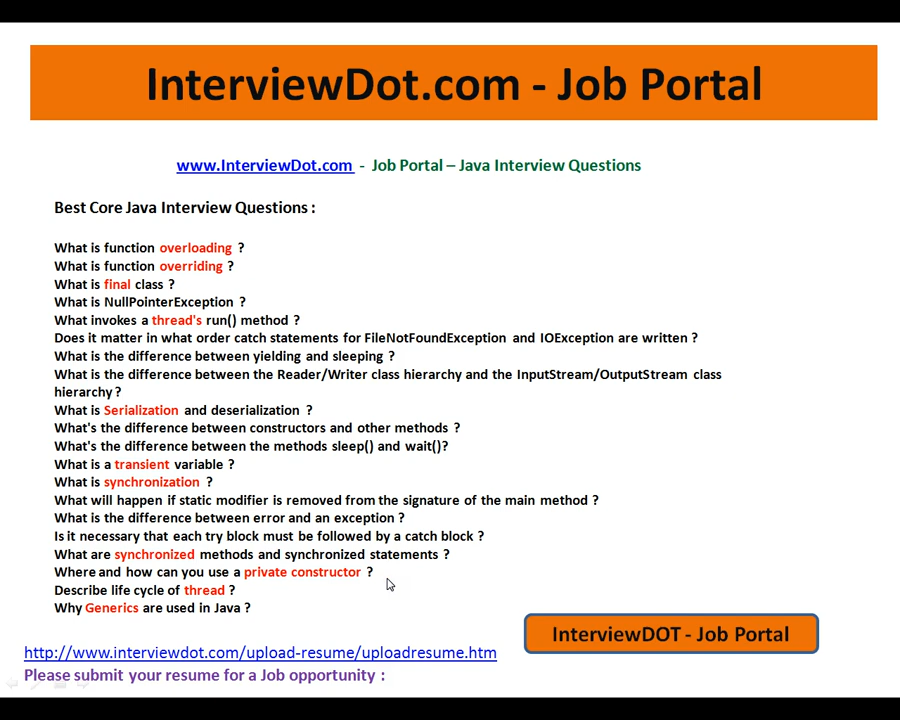 InterviewDot.com - Job Portal
www.InterviewDot.com - Job Portal – Java Interview Questions
Best Core Java Interview Questions :
What is function overloading ?
What is function overriding ?
What is final class ?
What is NullPointerException ?
What invokes a thread's run() method ?
Does it matter in what order catch statements for FileNotFoundException and IOException are written ?
What is the difference between yielding and sleeping ?
What is the difference between the Reader/Writer class hierarchy and the InputStream/OutputStream class
hierarchy ?
What is Serialization and deserialization ?
What's the difference between constructors and other methods ?
What's the difference between the methods sleep() and wait()?
What is a transient variable ?
What is synchronization ?
What will happen if static modifier is removed from the signature of the main method ?
What is the difference between error and an exception ?
Is it necessary that each try block must be followed by a catch block ?
What are synchronized methods and synchronized statements ?
Where and how can you use a private constructor ?
Describe life cycle of thread ?
Why Generics are used in Java ?
InterviewDOT - Job Portal
http://www.interviewdot.com/upload-resume/uploadresume.htm
Please submit your resume for a Job opportunity :